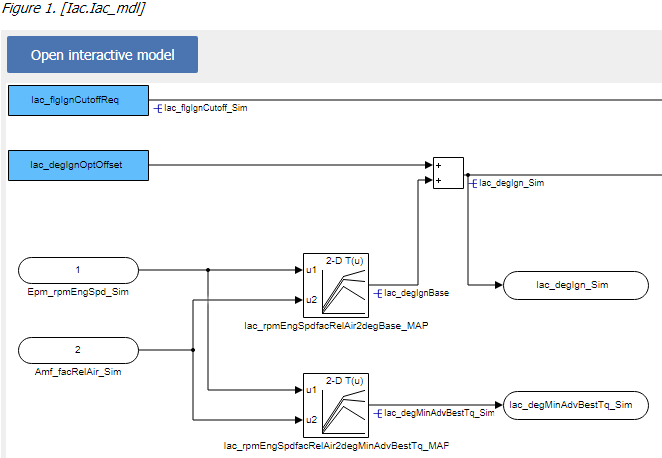 Figure 1. [Iac.Iac_mdl]
Open interactive model
Iac_flgIgnCutoffReq
Iac_flgIgnCutoff_Sim
Iac_degIgnOptOffset
+
+
Iac_degIgn_Sim
1
Epm_rpmEngSpd_Sim
2-D T(u)
u1
u2
Iac_degIgnBase
Iac_rpmEngSpdfacRelAir2degBase_MAP
Iac_degIgn_Sim
2
Amf_facRelAir_Sim
2-D T(u)
u1
u2
Iac_degMinAdvBestTq_Sim
Iac_degMinAdvBestTq_Sim
Iac_rpmEngSpdfacRelAir2degMinAdvBestTq_MAF